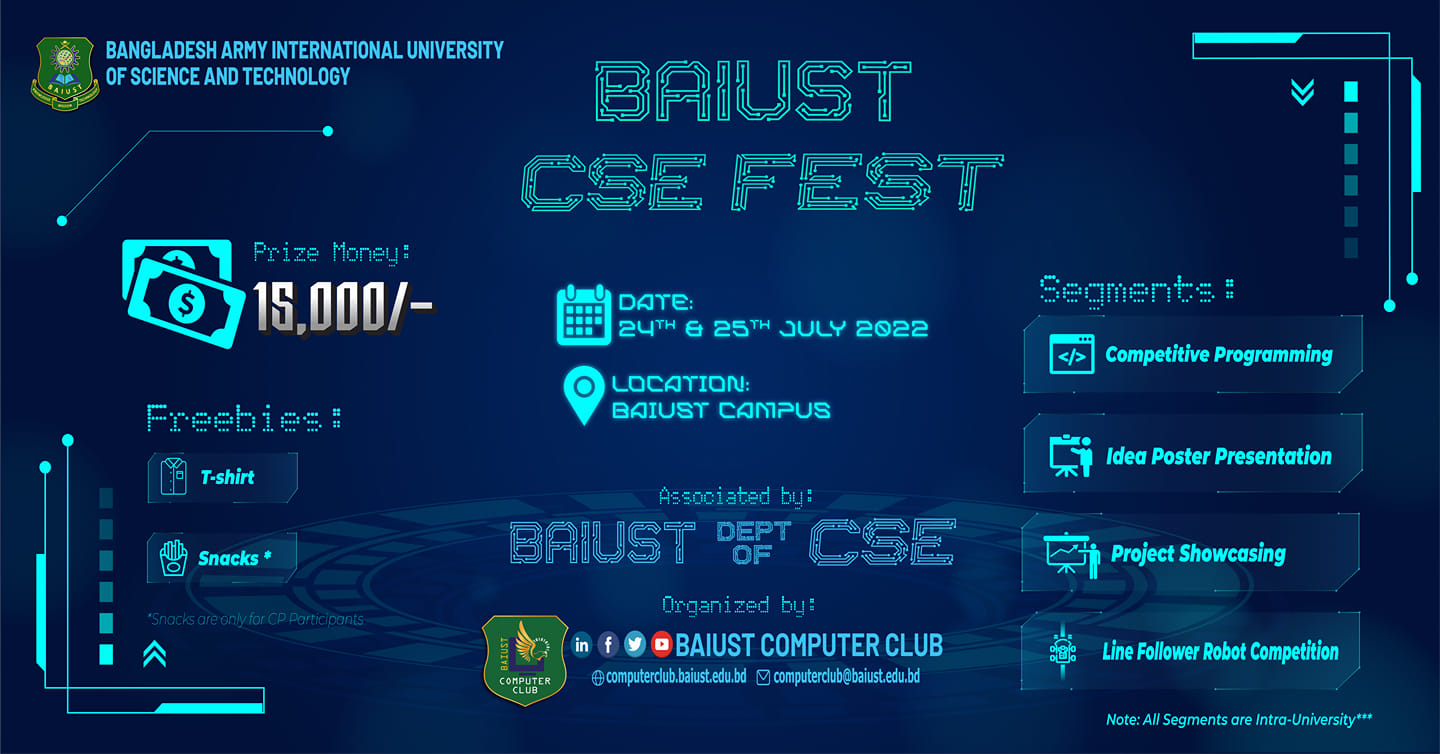 BANGLADESH ARMY INTERNATIONAL UNIVERSITY
OF SCIENCE AND TECHNOLOGY
BAIUST
BAIUST
CSE FEST
Prize Money:
15,000/-
Freebies:
T-shirt
Snacks *
*Snacks are only for CP Participants
DATE:
24TH & 25TH JULY 2022
LOCATION:
BAIUST CAMPUS
Associated by:
BAIUST DEPT OF CSE
Organized by:
BAIUST
COMPUTER
CLUB
in f BAIUST COMPUTER CLUB
computerclub.baiust.edu.bd computerclub@baiust.edu.bd
Segments:
</> Competitive Programming
Idea Poster Presentation
Project Showcasing
Line Follower Robot Competition
Note: All Segments are Intra-University***